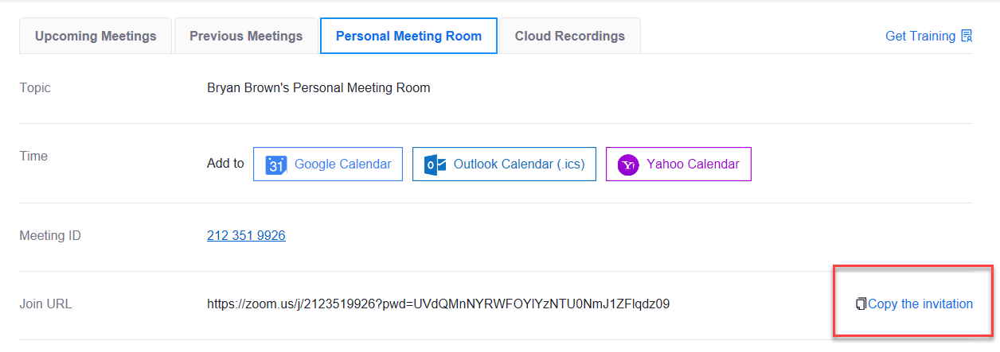 Upcoming Meetings Previous Meetings Personal Meeting Room Cloud Recordings Get Training
Topic Bryan Brown's Personal Meeting Room
Time Add to 31 Google Calendar Outlook Calendar (.ics) Y! Yahoo Calendar
Meeting ID 212 351 9926
Join URL https://zoom.us/j/2123519926?pwd=UVdQMnNYRWFOYlYzNTU0NmJ1ZFlqdz09 Copy the invitation